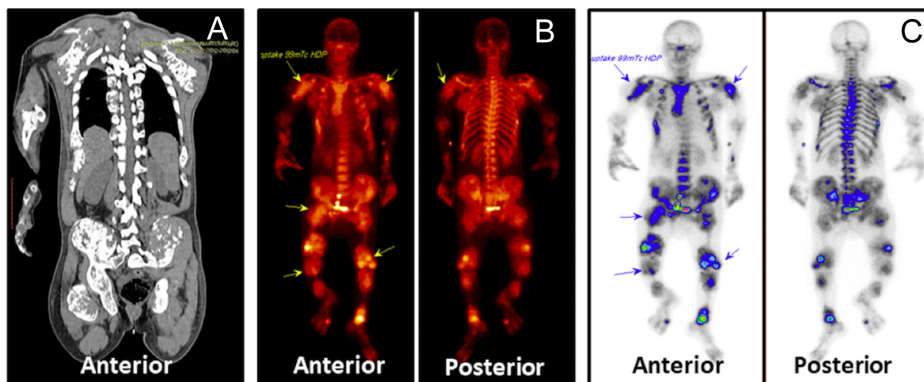 A
Anterior
B
uptake 99mTc HDP
Anterior
Posterior
C
uptake 99mTc HDP
Anterior
Posterior